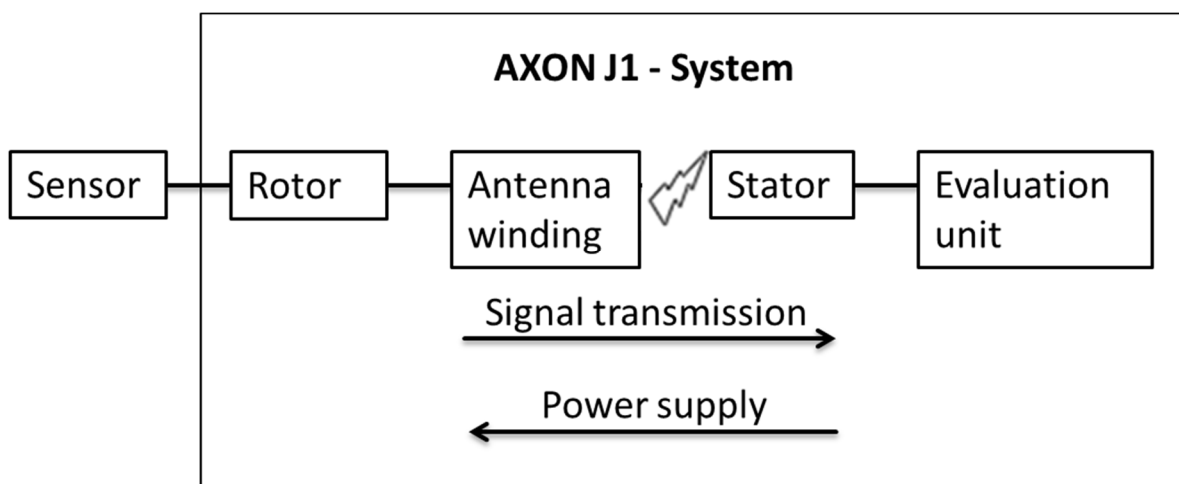 AXON J1 - System
Sensor
Rotor
Antenna
winding
Stator
Evaluation
unit
Signal transmission
Power supply